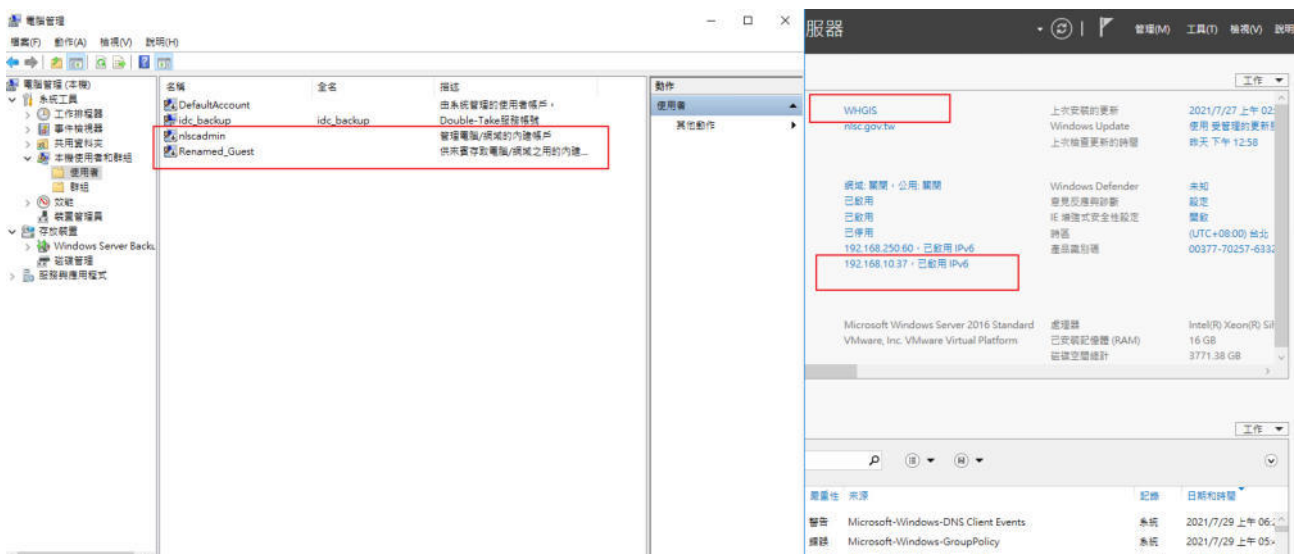 電腦管理
檔案(F) 動作(A) 檢視(V) 說明(H)
電腦管理 (本機)
系統工具
工作排程器
事件檢視器
共用資料夾
本機使用者和群組
使用者
群組
效能
裝置管理員
存放裝置
Windows Server Backu
磁碟管理
服務與應用程式
名稱 全名 描述
DefaultAccount 由系統管理的使用者帳戶。
idc_backup idc_backup Double-Take服務帳號
nlscadmin 管理電腦/網域的內建帳戶
Renamed_Guest 供來賓存取電腦/網域之用的內建...
動作
使用者
其他動作
服器
管理(M) 工具(T) 檢視(V) 說明
工作
WHGIS 上次安裝的更新 2021/7/27 上午 02:
nlsc.gov.tw Windows Update 使用 受管理的更新
上次檢查更新的時間 昨天 下午 12:58
網域: 關閉，公用: 關閉 Windows Defender 未知
已啟用 意見反應與診斷 設定
已啟用 IE 增強式安全性設定 開啟
已停用 時區 (UTC+08:00) 台北
192.168.250.60，已啟用 IPv6 產品識別碼 00377-70257-6332
192.168.10.37，已啟用 IPv6
Microsoft Windows Server 2016 Standard 處理器 Intel(R) Xeon(R) Sil
VMware, Inc. VMware Virtual Platform 已安裝記憶體 (RAM) 16 GB
磁碟空間總計 3771.38 GB
工作
嚴重性 來源 記錄 日期和時間
警告 Microsoft-Windows-DNS Client Events 系統 2021/7/29 上午 06:2
錯誤 Microsoft-Windows-GroupPolicy 系統 2021/7/29 上午 05: